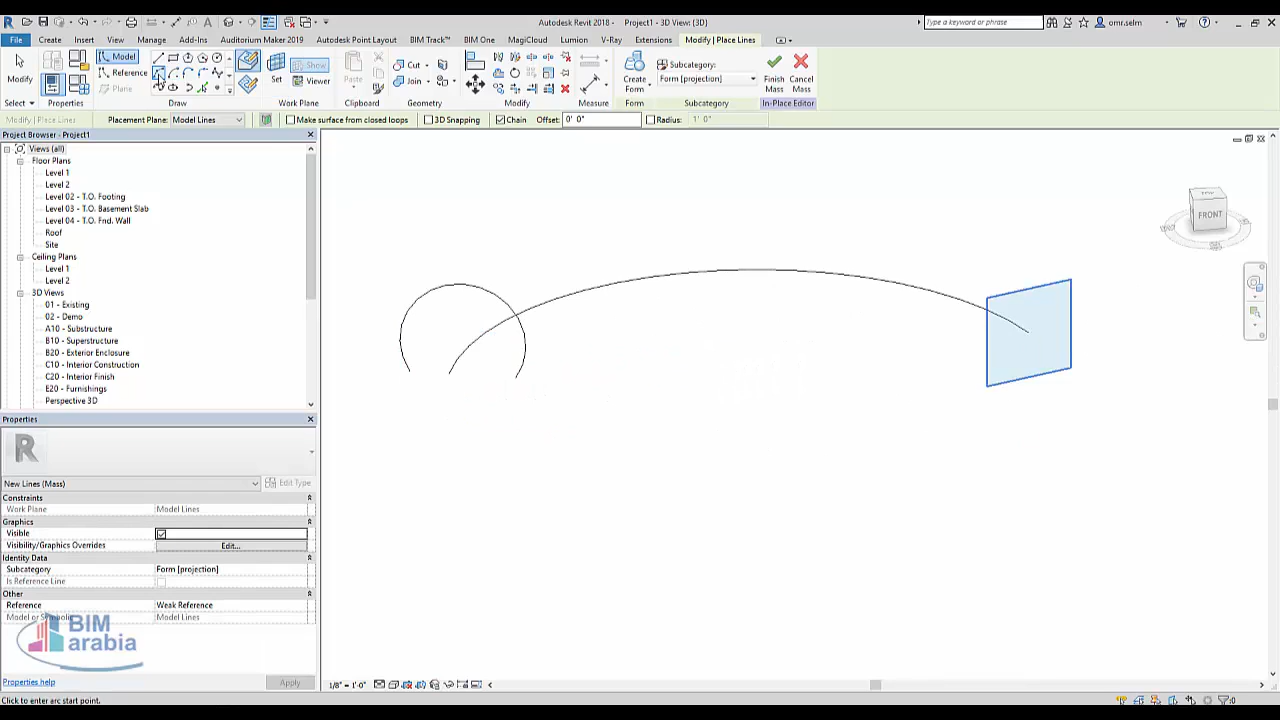 Autodesk Revit 2018 - Project1 - 3D View (3D)
Type a keyword or phrase
omr.selm
File Create Insert View Manage Add-Ins Auditorium Maker 2019 Autodesk Point Layout BIM Track™ BIM One MagiCloud Lumion V-Ray Extensions Modify | Place Lines
Modify
Select
Properties
Model
Reference
Plane
Draw
Set
Show
Viewer
Work Plane
Paste
Clipboard
Cut
Join
Geometry
Modify
Measure
Create Form
Form
Subcategory:
Form [projection]
Subcategory
Finish Mass
Cancel Mass
In-Place Editor
Modify | Place Lines
Placement Plane: Model Lines
Make surface from closed loops
3D Snapping
Chain
Offset: 0' 0"
Radius: 1' 0"
Project Browser - Project1
Views (all)
Floor Plans
Level 1
Level 2
Level 02 - T.O. Footing
Level 03 - T.O. Basement Slab
Level 04 - T.O. Fnd. Wall
Roof
Site
Ceiling Plans
Level 1
Level 2
3D Views
01 - Existing
02 - Demo
A10 - Substructure
B10 - Superstructure
B20 - Exterior Enclosure
C10 - Interior Construction
C20 - Interior Finish
E20 - Furnishings
Perspective 3D
Properties
R
New Lines (Mass)
Edit Type
Constraints
Work Plane Model Lines
Graphics
Visible
Visibility/Graphics Overrides Edit...
Identity Data
Subcategory Form [projection]
Is Reference Line
Other
Reference Weak Reference
Model or Symbolic Model Lines
BIM
arabia
Properties help
Apply
FRONT
1/8" = 1'-0"
Click to enter arc start point.
:0